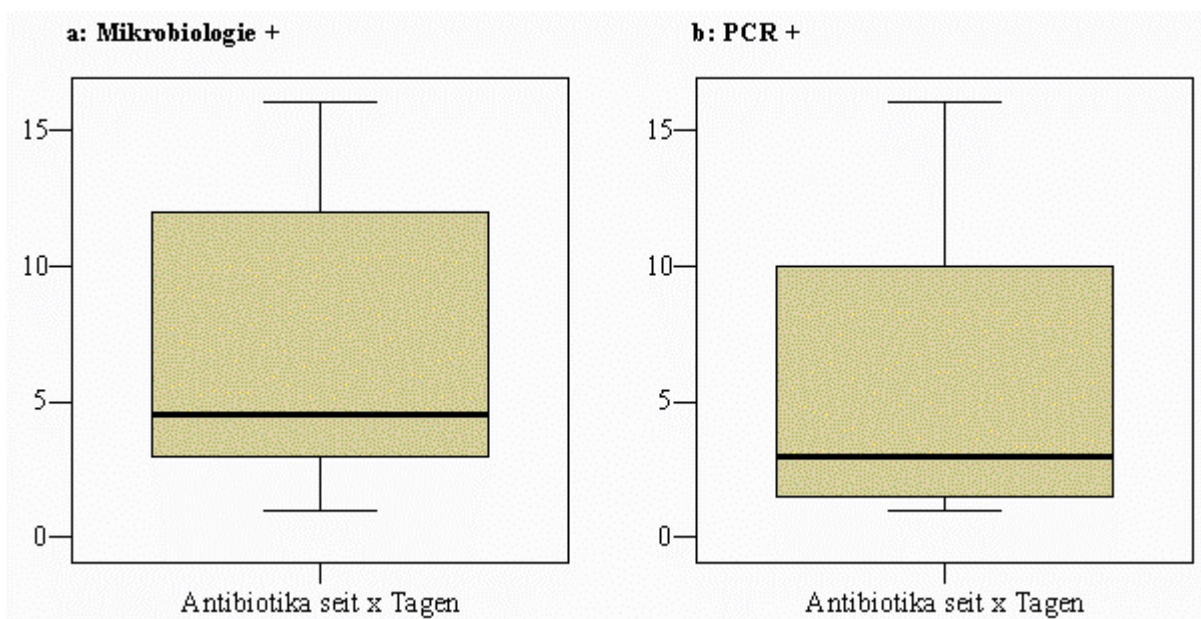 a: Mikrobiologie +
15
10
5
0
Antibiotika seit x Tagen
b: PCR +
15
10
5
0
Antibiotika seit x Tagen